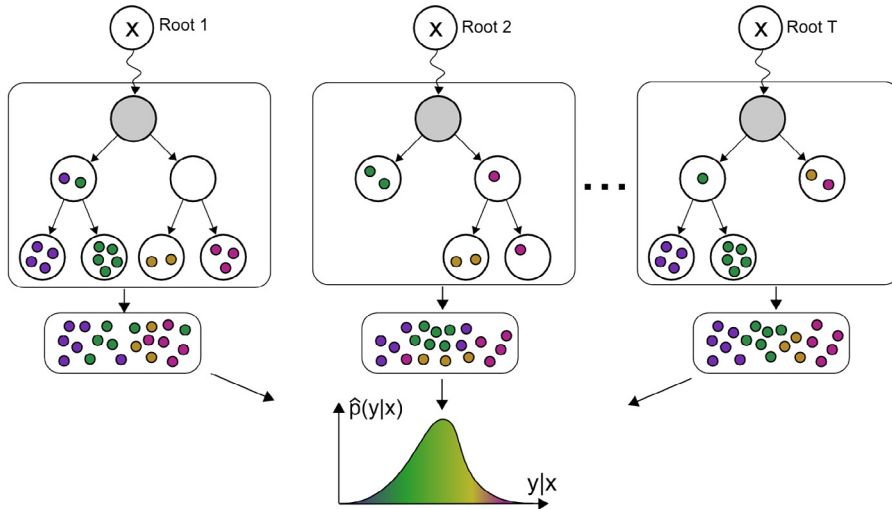 X Root 1
X Root 2
X Root T
...
p̂(y|x)
y|x